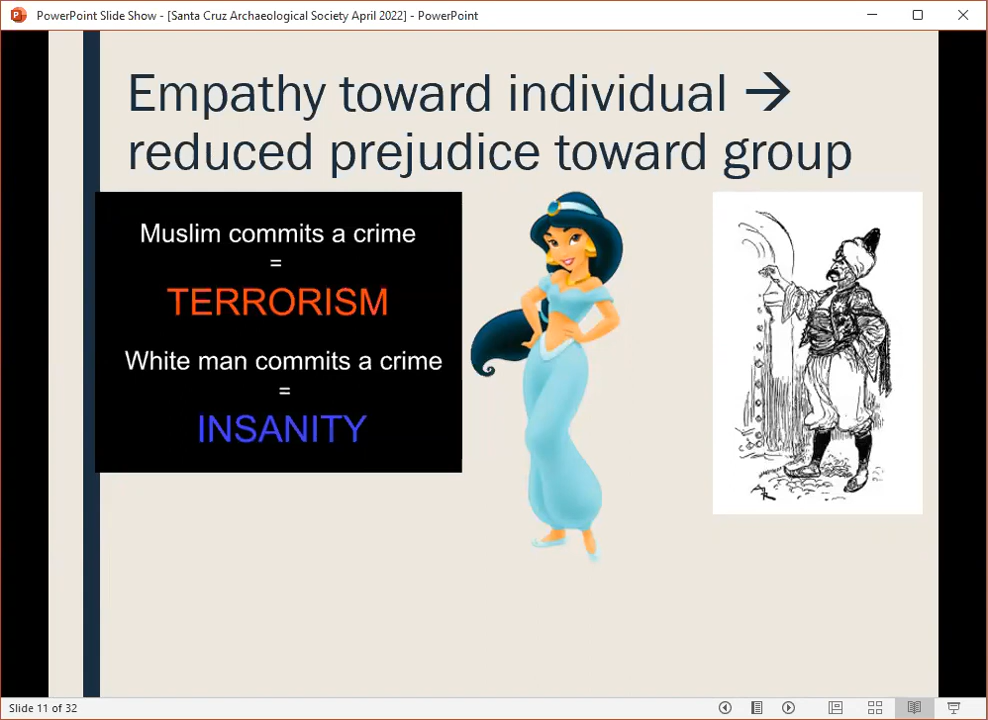 PowerPoint Slide Show - [Santa Cruz Archaeological Society April 2022] - PowerPoint
Empathy toward individual →
reduced prejudice toward group
Muslim commits a crime
=
TERRORISM
White man commits a crime
=
INSANITY
Slide 11 of 32